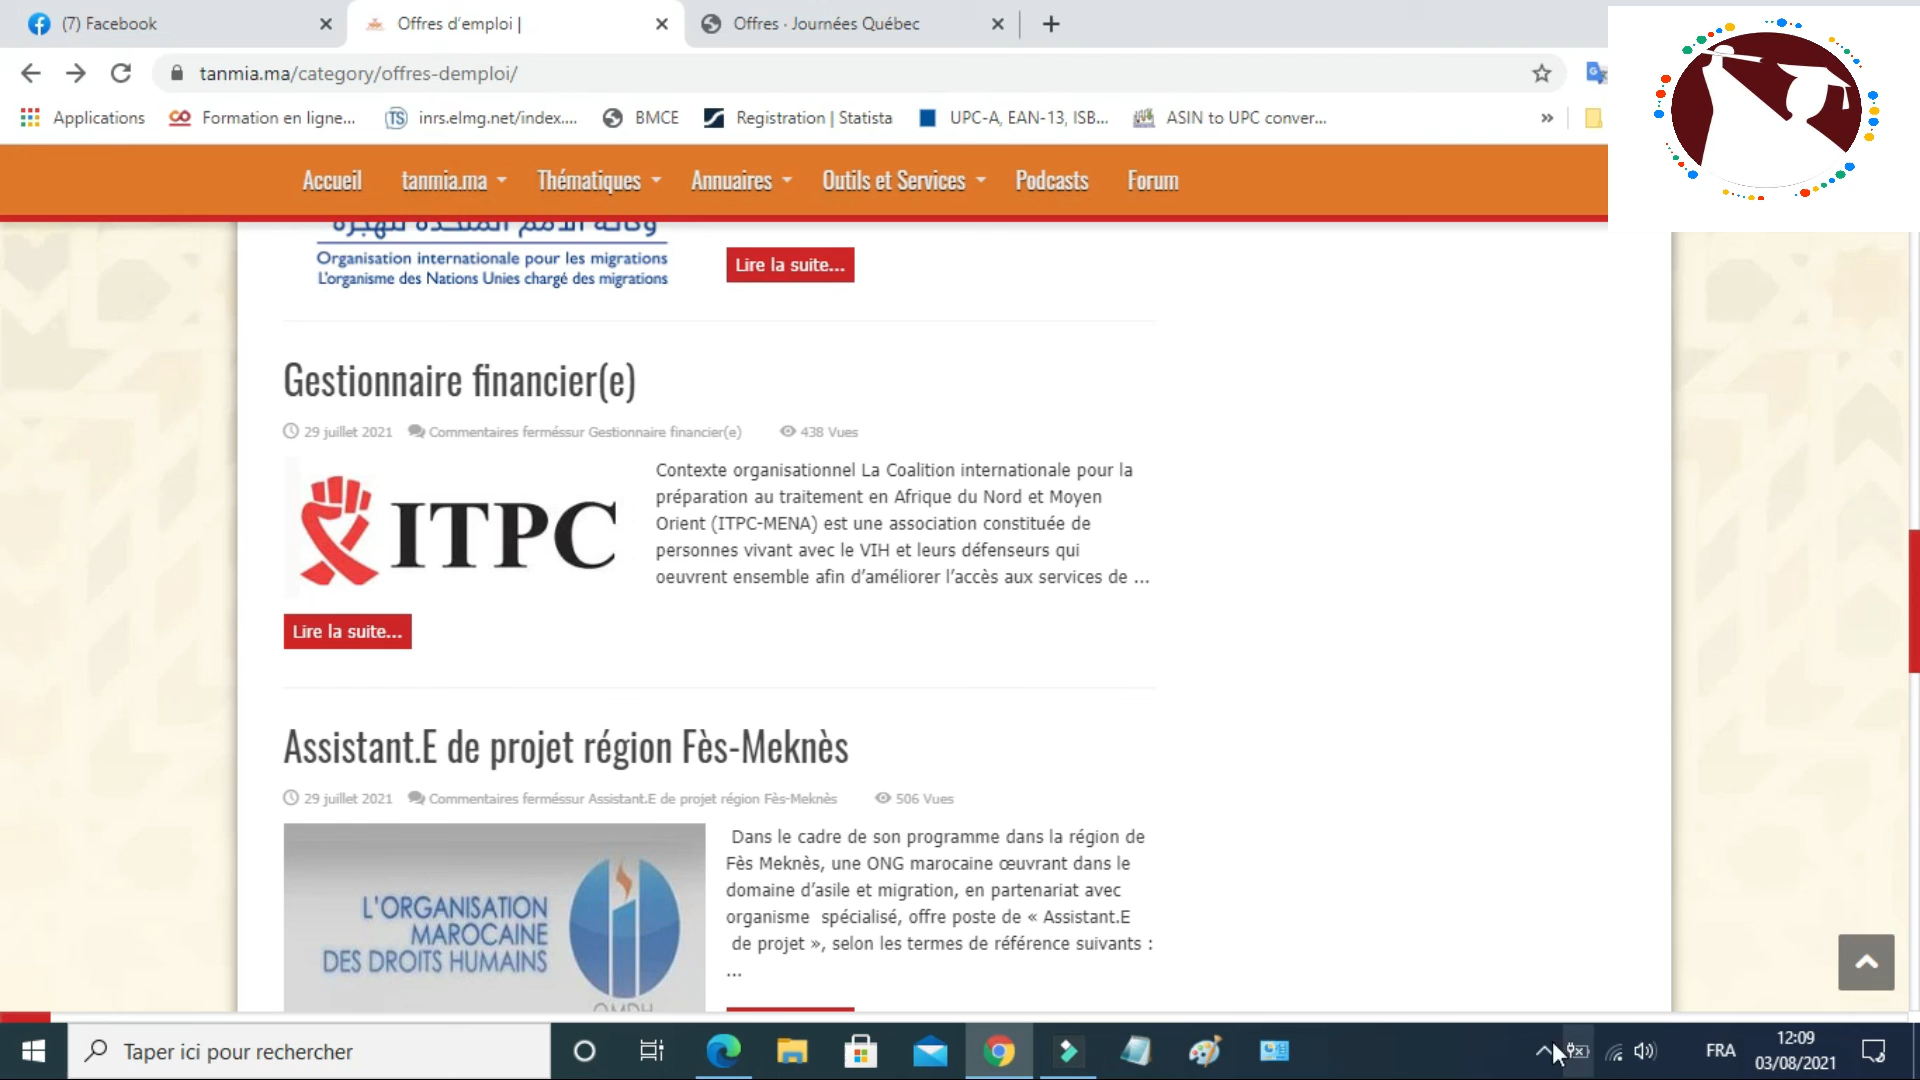 (7) Facebook
Offres d'emploi |
Offres · Journées Québec
tanmia.ma/category/offres-demploi/
Applications
Formation en ligne...
inrs.elmg.net/index....
BMCE
Registration | Statista
UPC-A, EAN-13, ISB...
ASIN to UPC conver...
»
Accueil
tanmia.ma
Thématiques
Annuaires
Outils et Services
Podcasts
Forum
وكالة الأمم المتحدة للهجرة
Organisation internationale pour les migrations
L'organisme des Nations Unies chargé des migrations
Lire la suite...
Gestionnaire financier(e)
29 juillet 2021 Commentaires ferméssur Gestionnaire financier(e) 438 Vues
ITPC
Contexte organisationnel La Coalition internationale pour la
préparation au traitement en Afrique du Nord et Moyen
Orient (ITPC-MENA) est une association constituée de
personnes vivant avec le VIH et leurs défenseurs qui
oeuvrent ensemble afin d'améliorer l'accès aux services de ...
Lire la suite...
Assistant.E de projet région Fès-Meknès
29 juillet 2021 Commentaires ferméssur Assistant.E de projet région Fès-Meknès 506 Vues
L'ORGANISATION
MAROCAINE
DES DROITS HUMAINS
OMDH
Dans le cadre de son programme dans la région de
Fès Meknès, une ONG marocaine œuvrant dans le
domaine d'asile et migration, en partenariat avec
organisme spécialisé, offre poste de « Assistant.E
de projet », selon les termes de référence suivants :
...
Taper ici pour rechercher
FRA
12:09
03/08/2021